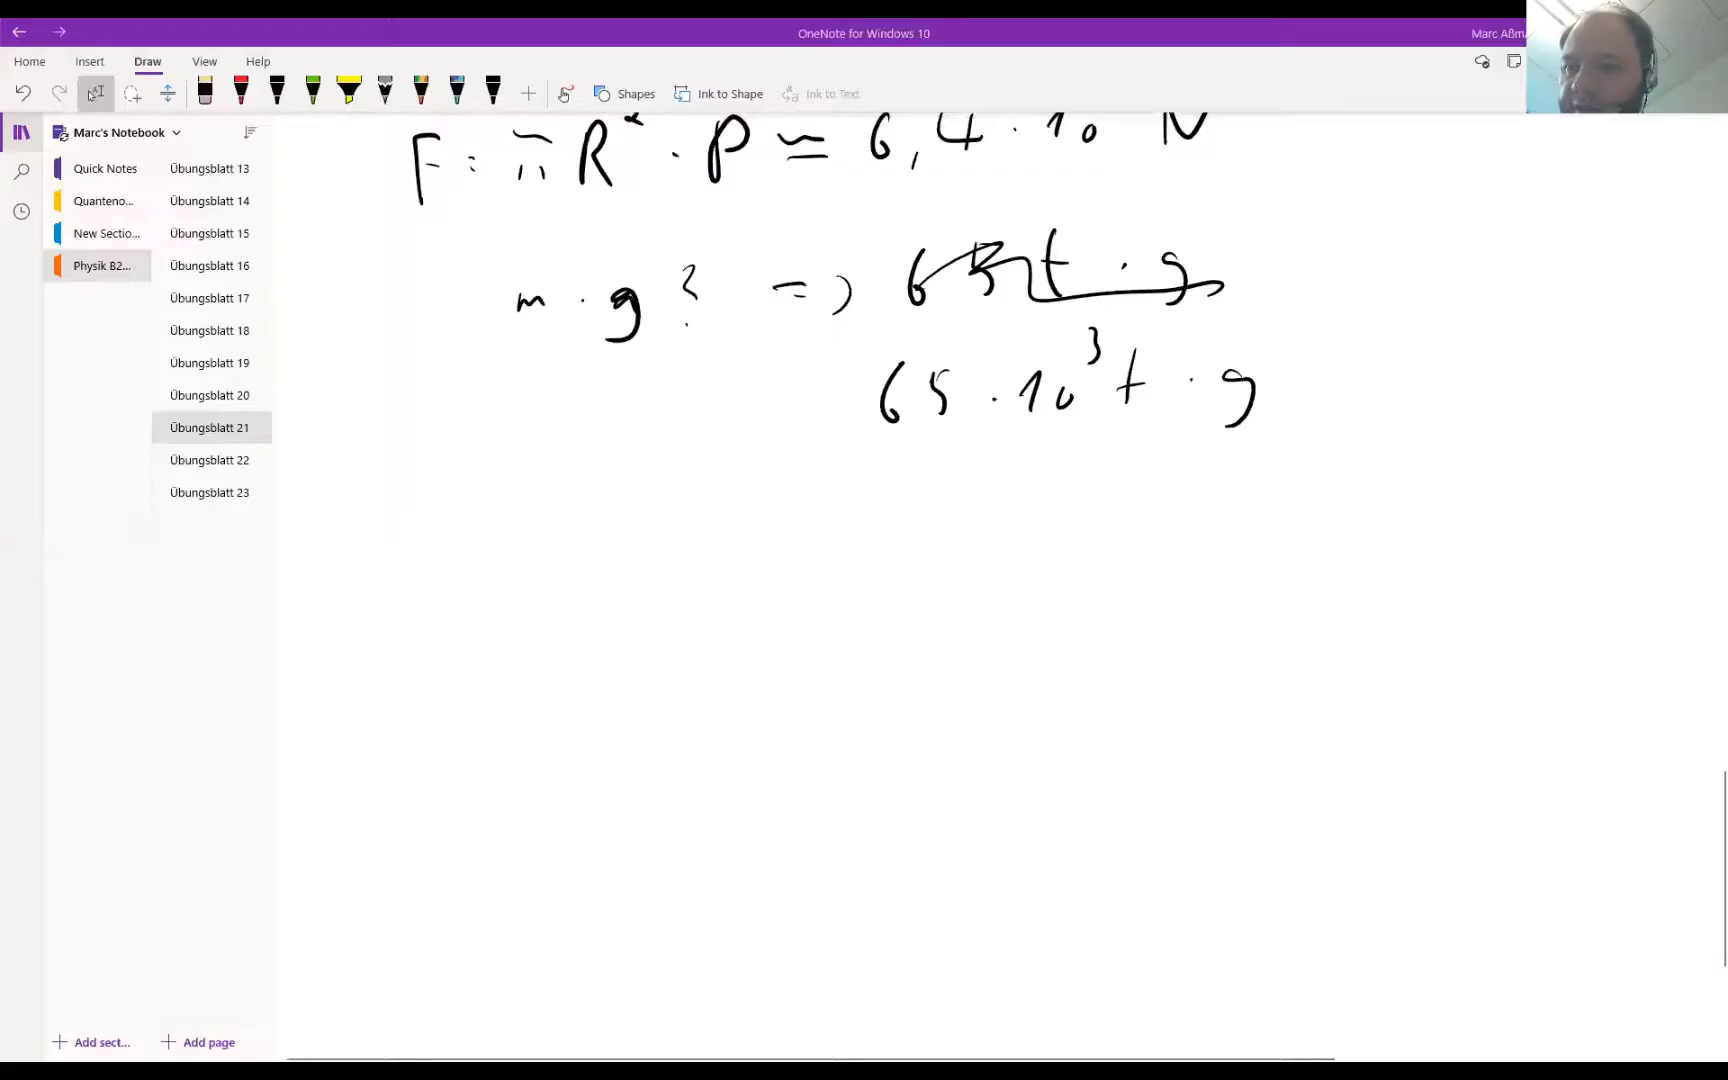 OneNote for Windows 10
Home Insert Draw View Help
Shapes Ink to Shape Ink to Text
Marc's Notebook
Quick Notes
Quanteno...
New Sectio...
Physik B2...
Übungsblatt 13
Übungsblatt 14
Übungsblatt 15
Übungsblatt 16
Übungsblatt 17
Übungsblatt 18
Übungsblatt 19
Übungsblatt 20
Übungsblatt 21
Übungsblatt 22
Übungsblatt 23
F = π R² · P ≃ 6,4 · 10 N
m · g ? => 65 t · g
65 · 10³ t · g
Add sect... Add page